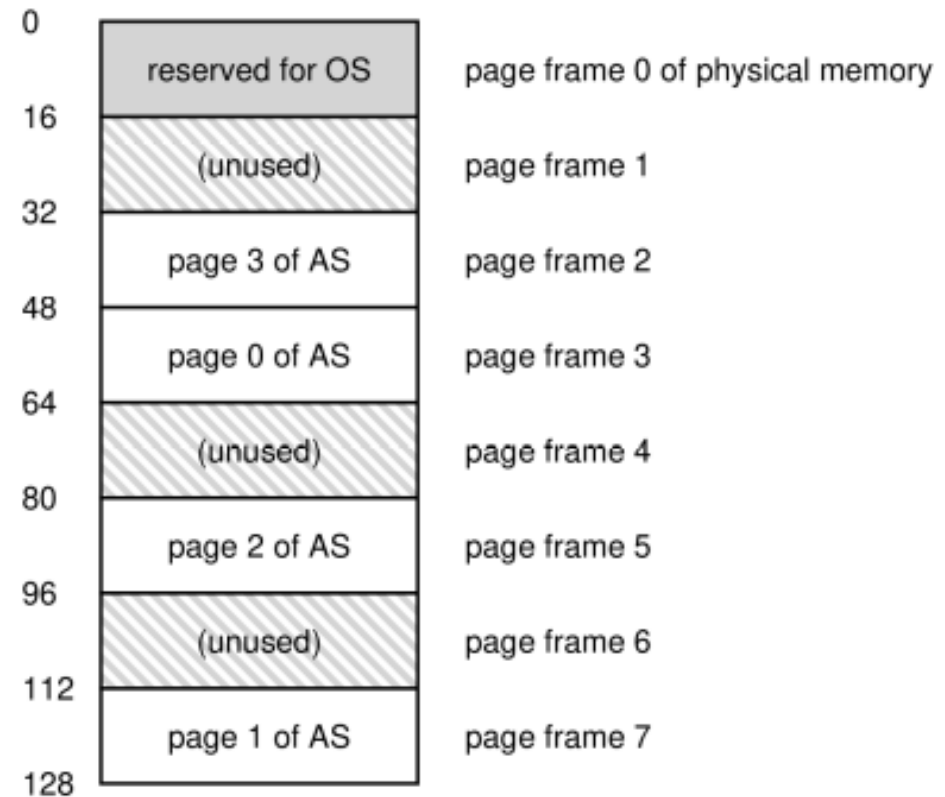 0
reserved for OS page frame 0 of physical memory
16
(unused) page frame 1
32
page 3 of AS page frame 2
48
page 0 of AS page frame 3
64
(unused) page frame 4
80
page 2 of AS page frame 5
96
(unused) page frame 6
112
page 1 of AS page frame 7
128